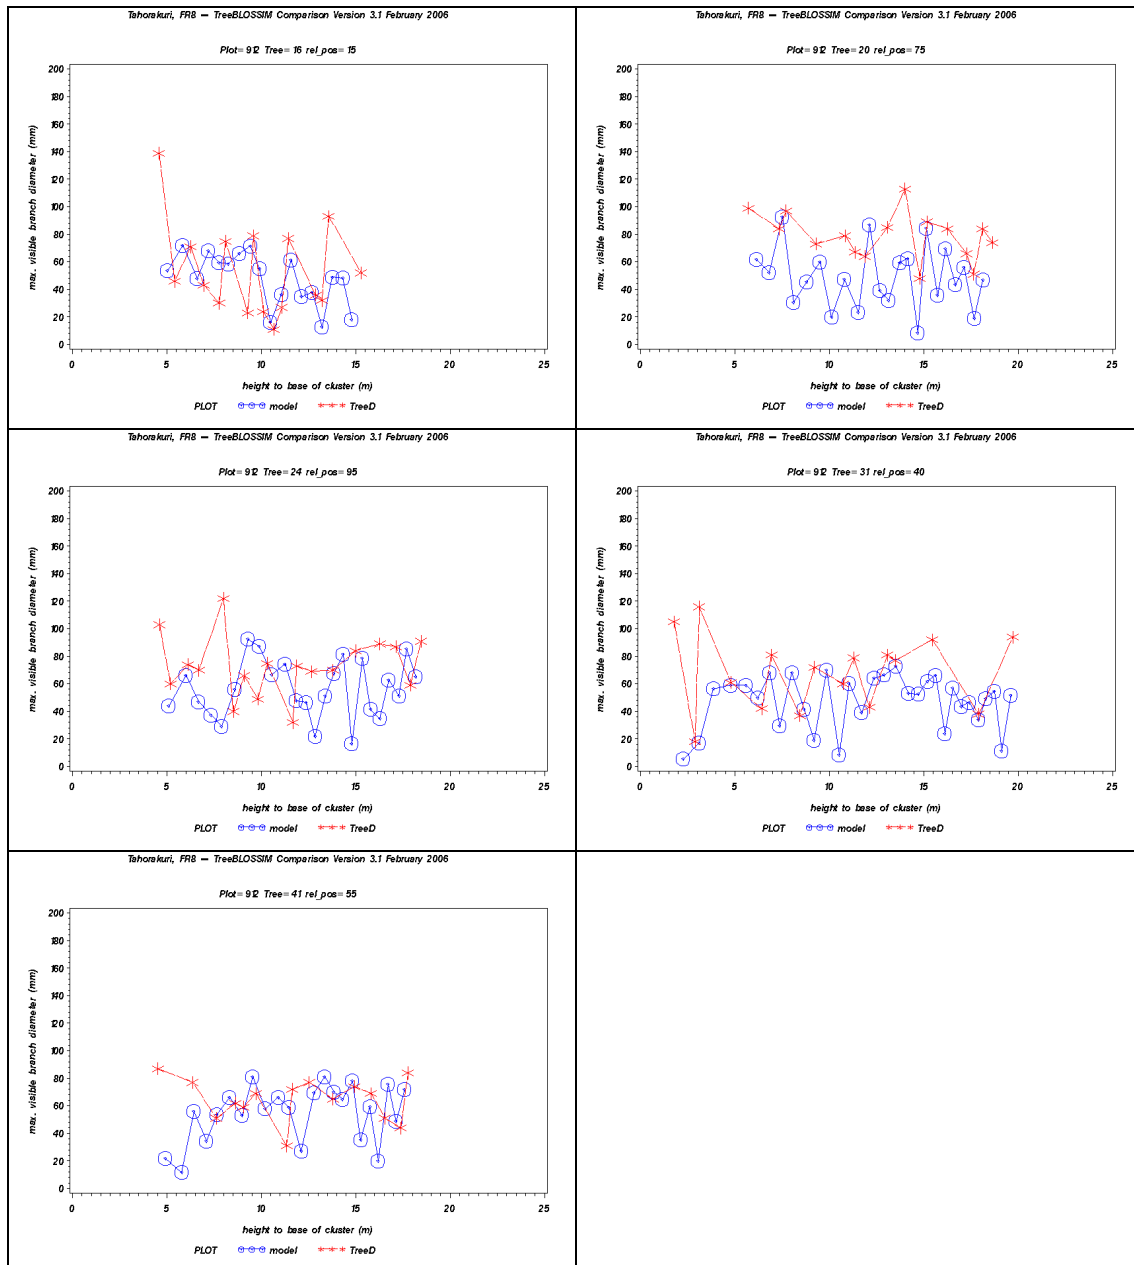 Tahorakuri, FR8 — TreeBLOSSIM Comparison Version 3.1 February 2006
Plot= 912 Tree= 16 rel_pos= 15
max. visible branch diameter (mm)
200
180
160
140
120
100
80
60
40
20
0
0 5 10 15 20 25
height to base of cluster (m)
PLOT model TreeD
Tahorakuri, FR8 — TreeBLOSSIM Comparison Version 3.1 February 2006
Plot= 912 Tree= 20 rel_pos= 75
max. visible branch diameter (mm)
200
180
160
140
120
100
80
60
40
20
0
0 5 10 15 20 25
height to base of cluster (m)
PLOT model TreeD
Tahorakuri, FR8 — TreeBLOSSIM Comparison Version 3.1 February 2006
Plot= 912 Tree= 24 rel_pos= 95
max. visible branch diameter (mm)
200
180
160
140
120
100
80
60
40
20
0
0 5 10 15 20 25
height to base of cluster (m)
PLOT model TreeD
Tahorakuri, FR8 — TreeBLOSSIM Comparison Version 3.1 February 2006
Plot= 912 Tree= 31 rel_pos= 40
max. visible branch diameter (mm)
200
180
160
140
120
100
80
60
40
20
0
0 5 10 15 20 25
height to base of cluster (m)
PLOT model TreeD
Tahorakuri, FR8 — TreeBLOSSIM Comparison Version 3.1 February 2006
Plot= 912 Tree= 41 rel_pos= 55
max. visible branch diameter (mm)
200
180
160
140
120
100
80
60
40
20
0
0 5 10 15 20 25
height to base of cluster (m)
PLOT model TreeD